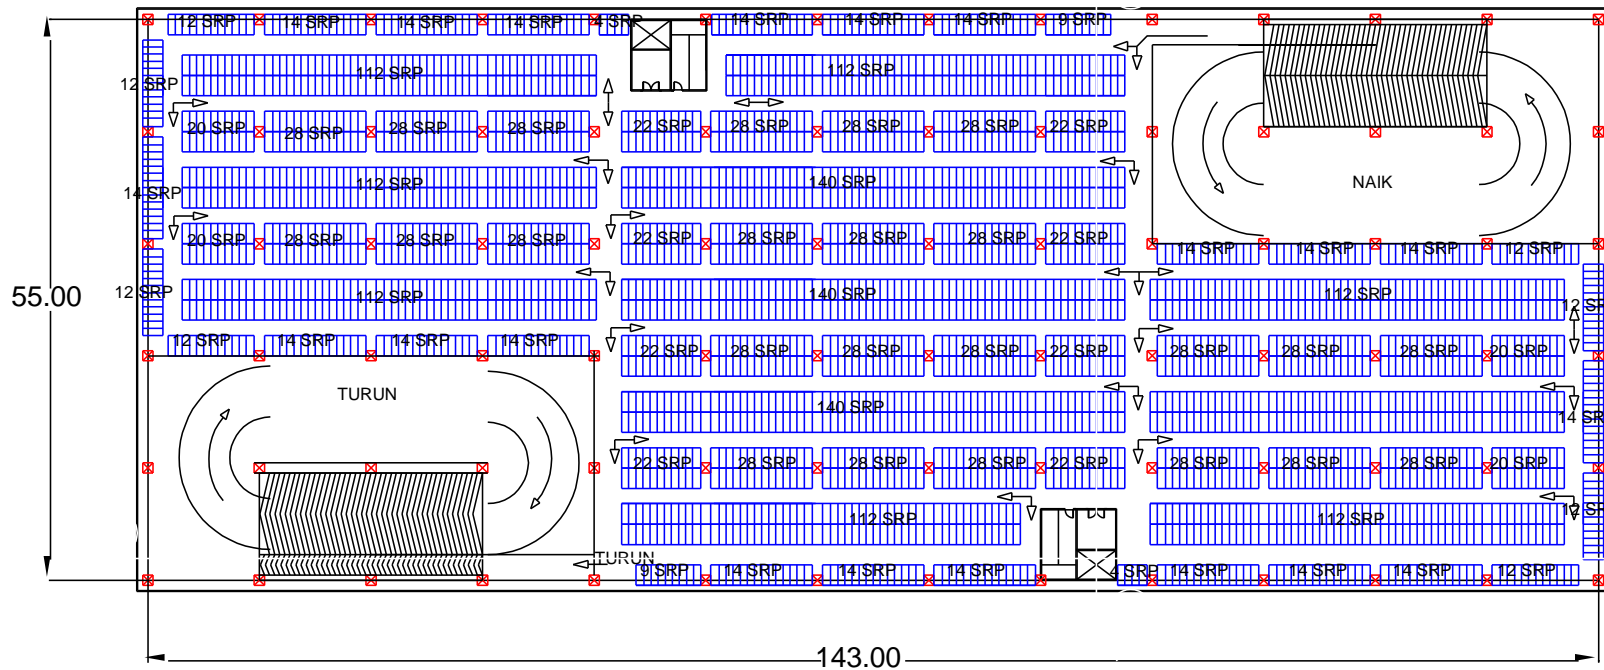 12 SRP 14 SRP 14 SRP 14 SRP 4 SRP 14 SRP 14 SRP 14 SRP 9 SRP
112 SRP 112 SRP
12 SRP
20 SRP 28 SRP 28 SRP 28 SRP 22 SRP 28 SRP 28 SRP 28 SRP 22 SRP
112 SRP 140 SRP NAIK
14 SRP
20 SRP 28 SRP 28 SRP 28 SRP 22 SRP 28 SRP 28 SRP 28 SRP 22 SRP 14 SRP 14 SRP 14 SRP 12 SRP
55.00 12 SRP 112 SRP 140 SRP 112 SRP 12 SR
12 SRP 14 SRP 14 SRP 14 SRP 22 SRP 28 SRP 28 SRP 28 SRP 22 SRP 28 SRP 28 SRP 28 SRP 20 SRP
TURUN 140 SRP 14 SR
22 SRP 28 SRP 28 SRP 28 SRP 22 SRP 28 SRP 28 SRP 28 SRP 20 SRP
112 SRP 112 SRP 12 SR
TURUN
9 SRP 14 SRP 14 SRP 14 SRP 4 SRP 14 SRP 14 SRP 14 SRP 12 SRP
143.00